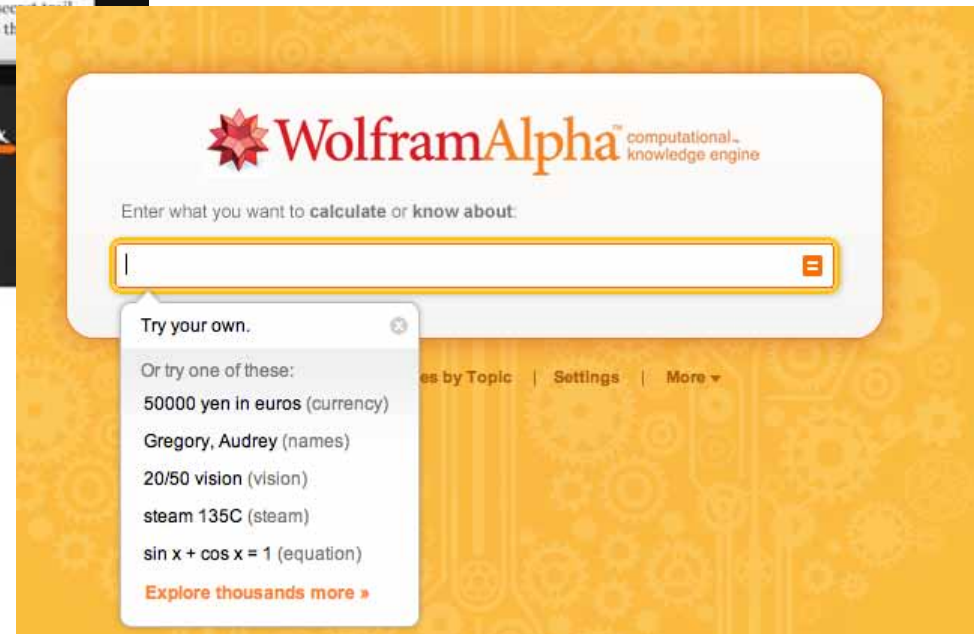 WolframAlpha™ computational™ knowledge engine
Enter what you want to calculate or know about:
Try your own.
Or try one of these:
es by Topic | Settings | More
50000 yen in euros (currency)
Gregory, Audrey (names)
20/50 vision (vision)
steam 135C (steam)
sin x + cos x = 1 (equation)
Explore thousands more »